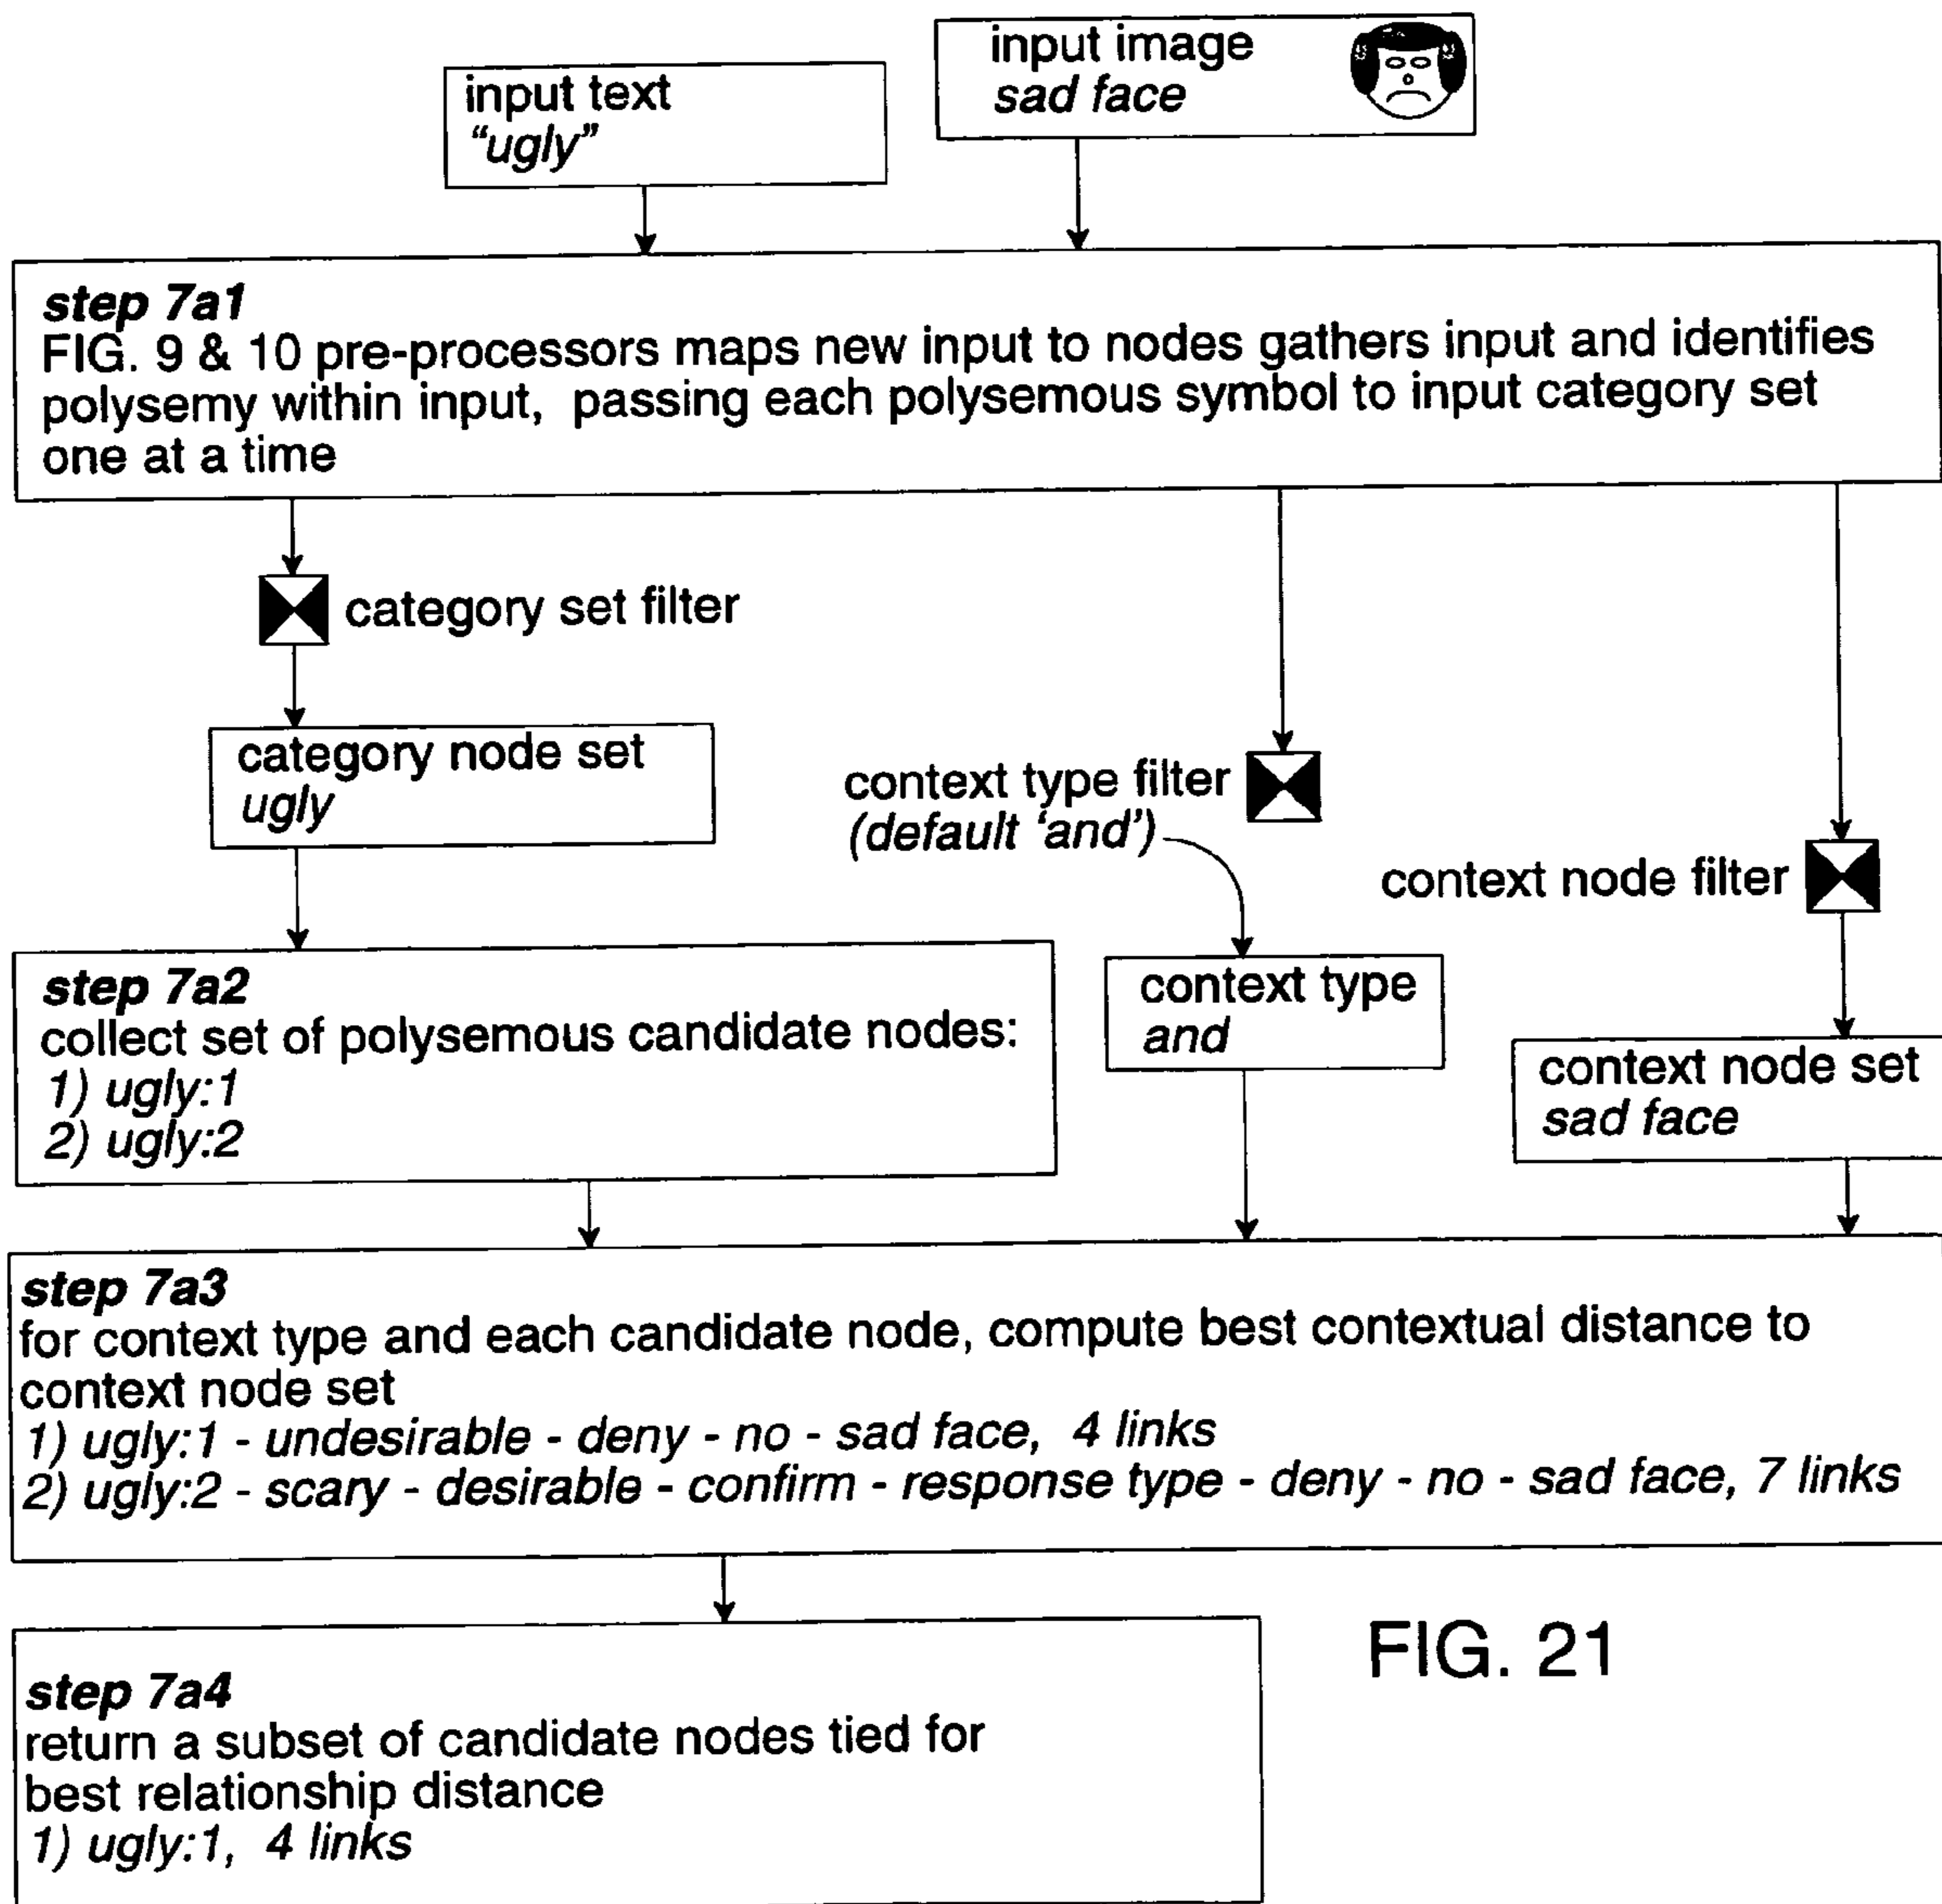 input text
“ugly”
input image
sad face
step 7a1
FIG. 9 & 10 pre-processors maps new input to nodes gathers input and identifies
polysemy within input, passing each polysemous symbol to input category set
one at a time
category set filter
category node set
ugly
context type filter
(default ‘and’)
context node filter
step 7a2
collect set of polysemous candidate nodes:
1) ugly:1
2) ugly:2
context type
and
context node set
sad face
step 7a3
for context type and each candidate node, compute best contextual distance to
context node set
1) ugly:1 - undesirable - deny - no - sad face, 4 links
2) ugly:2 - scary - desirable - confirm - response type - deny - no - sad face, 7 links
step 7a4
return a subset of candidate nodes tied for
best relationship distance
1) ugly:1, 4 links
FIG. 21